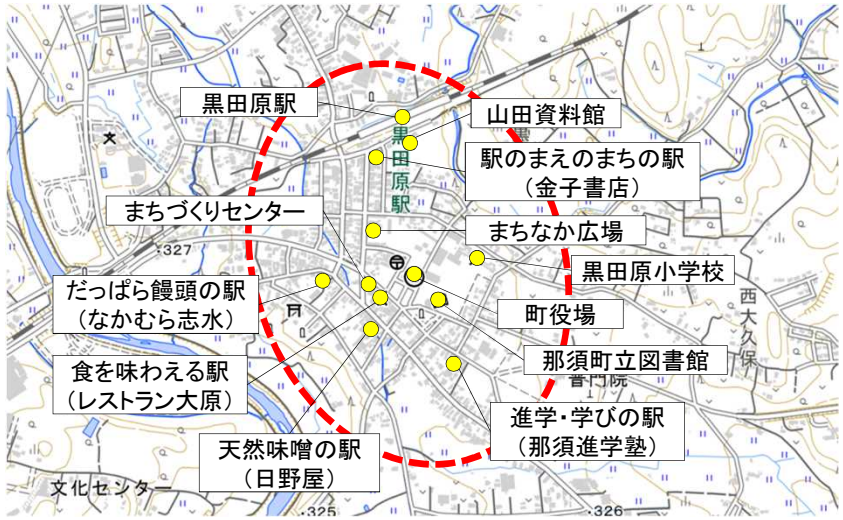 黒田原駅
山田資料館
黒田原駅
駅のまえのまちの駅
（金子書店）
まちづくりセンター
まちなか広場
･327
黒田原小学校
だっぱら饅頭の駅
（なかむら志水）
町役場
西大久保
那須町立図書館
食を味わえる駅
（レストラン大原）
普門院
進学・学びの駅
（那須進学塾）
天然味噌の駅
（日野屋）
文化センター
･325
･326